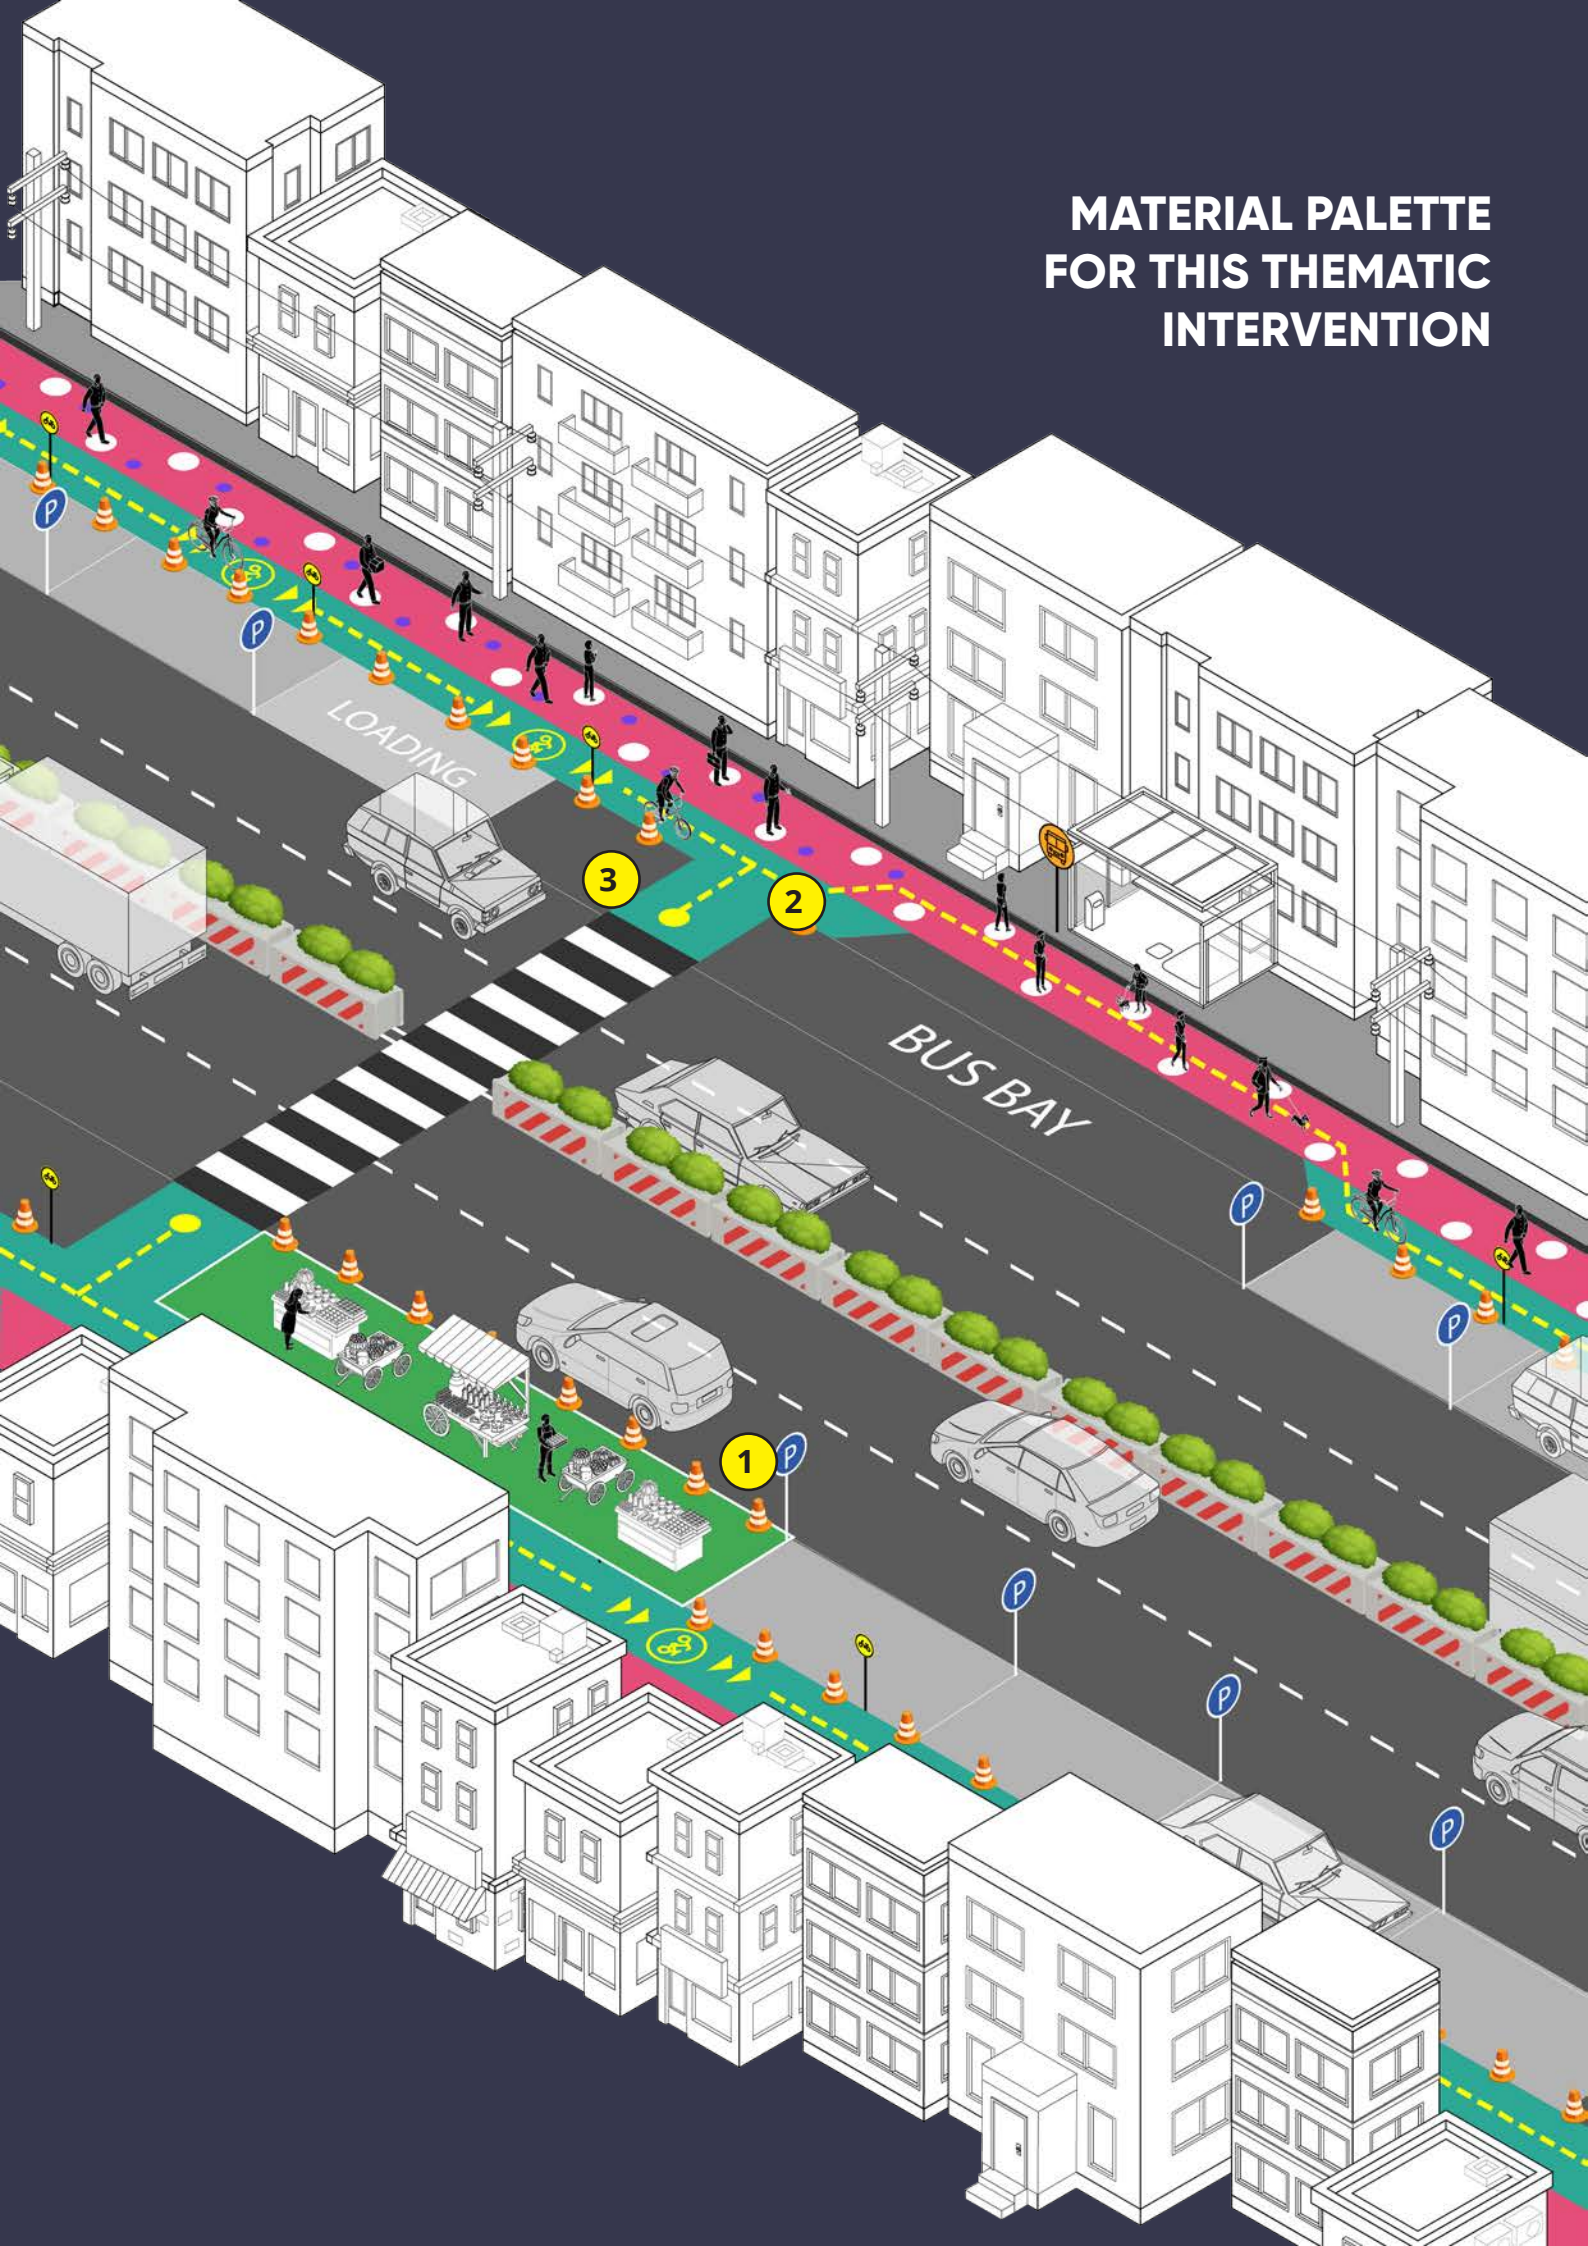 MATERIAL PALETTE
FOR THIS THEMATIC
INTERVENTION
P
P
LOADING
3
2
BUS BAY
P
P
1
P
P
P
P